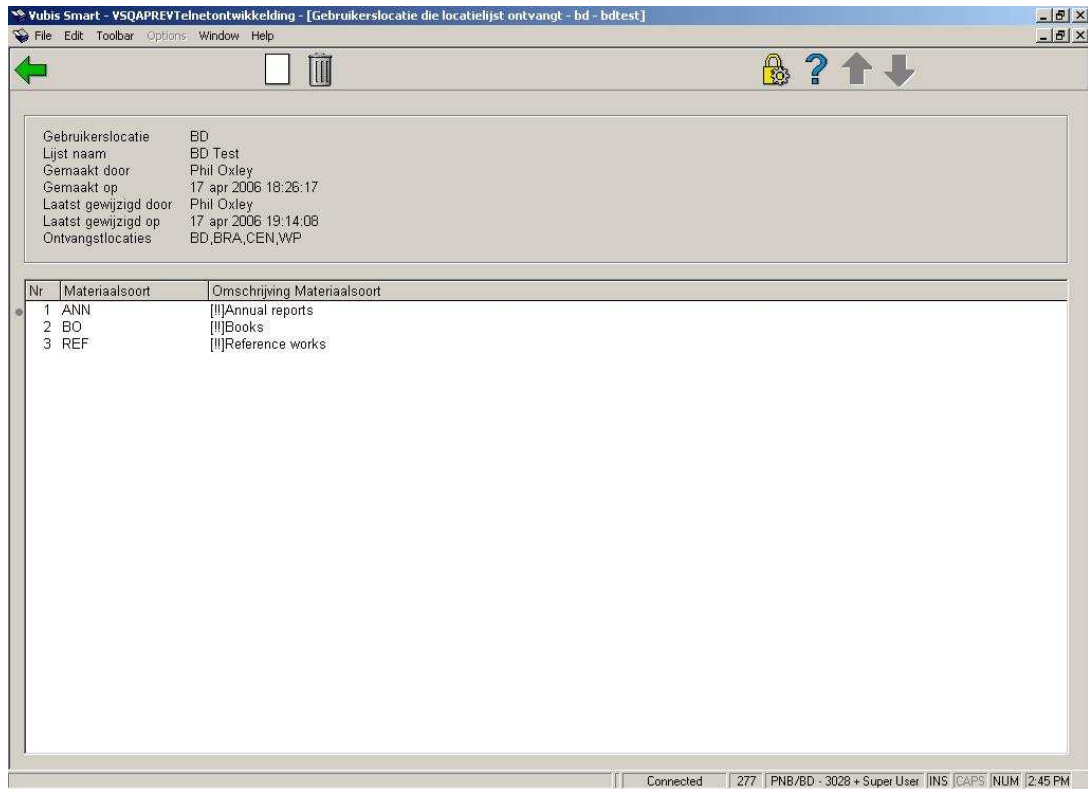 Vubis Smart - VSQAPREVTelnetontwikkelding - [Gebruikerslocatie die locatielijst ontvangt - bd - bdtest]
File Edit Toolbar Options Window Help
Gebruikerslocatie BD
Lijst naam BD Test
Gemaakt door Phil Oxley
Gemaakt op 17 apr 2006 18:26:17
Laatst gewijzigd door Phil Oxley
Laatst gewijzigd op 17 apr 2006 19:14:08
Ontvangstlocaties BD,BRA,CEN,WP
Nr Materiaalsoort Omschrijving Materiaalsoort
1 ANN [!!]Annual reports
2 BO [!!]Books
3 REF [!!]Reference works
Connected 277 PNB/BD - 3028 + Super User INS CAPS NUM 2:45 PM